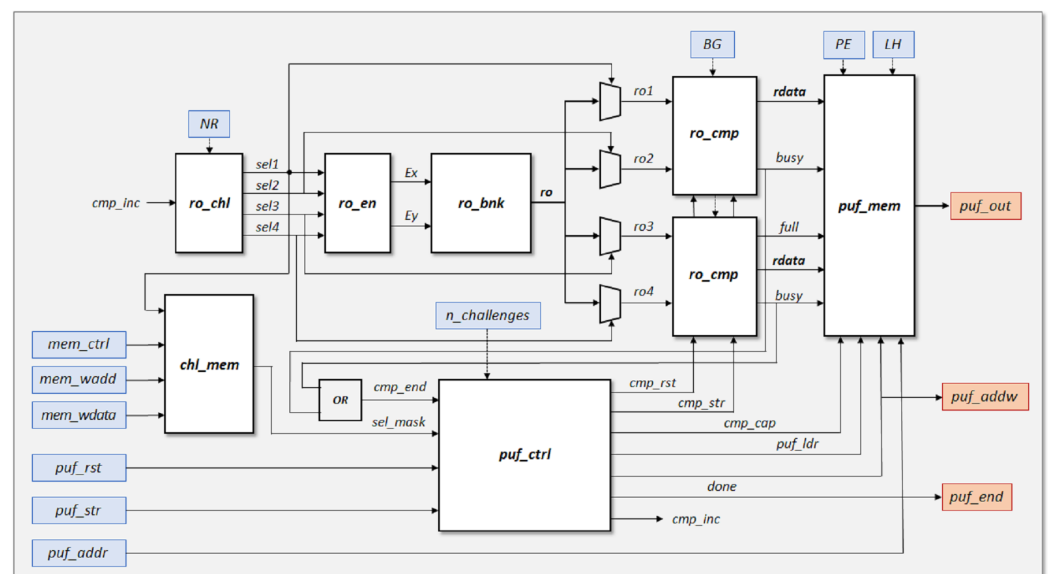 BG
PE
LH
NR
ro1
rdata
ro_cmp
ro2
busy
sel1
sel2
sel3
sel4
cmp_inc
ro_chl
ro_en
Ex
Ey
ro_bnk
ro
puf_mem
puf_out
ro3
full
ro_cmp
rdata
ro4
busy
n_challenges
mem_ctrl
mem_wadd
mem_wdata
chl_mem
OR
cmp_end
sel_mask
cmp_rst
cmp_str
cmp_cap
puf_ldr
puf_addw
puf_ctrl
puf_rst
done
puf_end
puf_str
cmp_inc
puf_addr